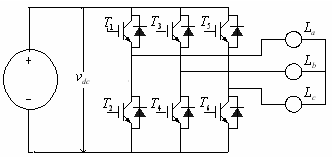 T1 T3 T5
La
+
vdc
Lb
−
Lc
T2 T4 T6